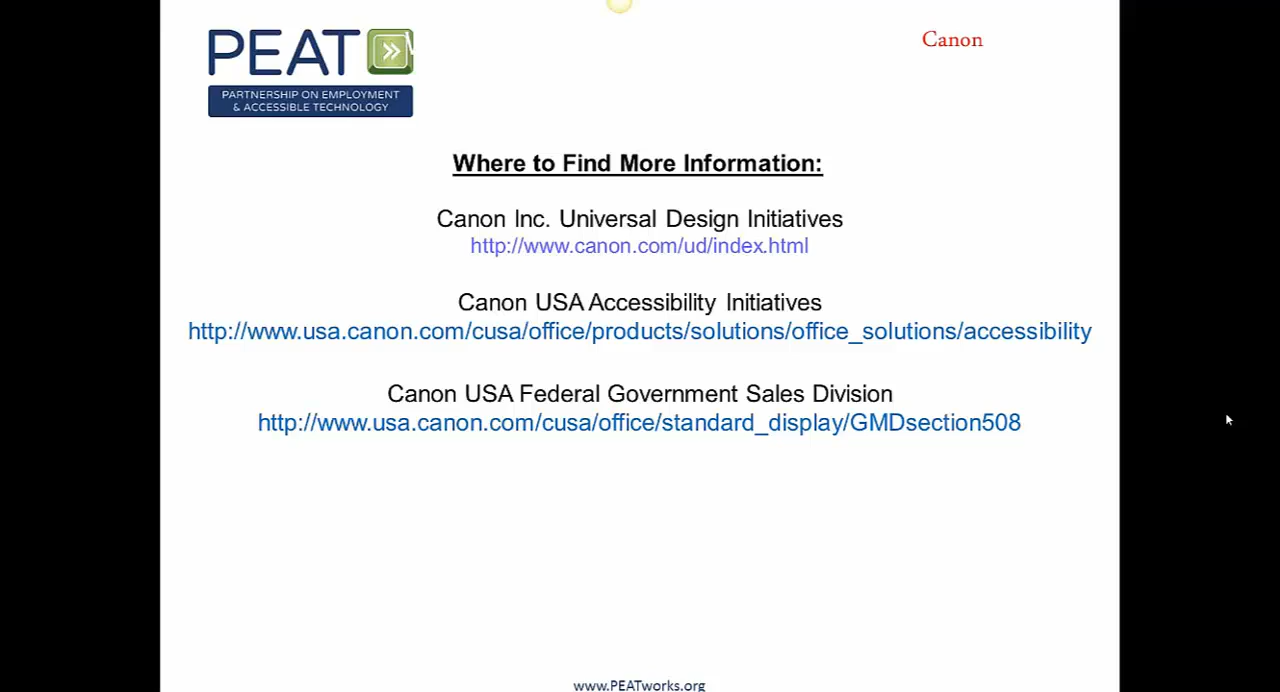 PEAT
PARTNERSHIP ON EMPLOYMENT
& ACCESSIBLE TECHNOLOGY
Canon
Where to Find More Information:
Canon Inc. Universal Design Initiatives
http://www.canon.com/ud/index.html
Canon USA Accessibility Initiatives
http://www.usa.canon.com/cusa/office/products/solutions/office_solutions/accessibility
Canon USA Federal Government Sales Division
http://www.usa.canon.com/cusa/office/standard_display/GMDsection508
www.PEATworks.org